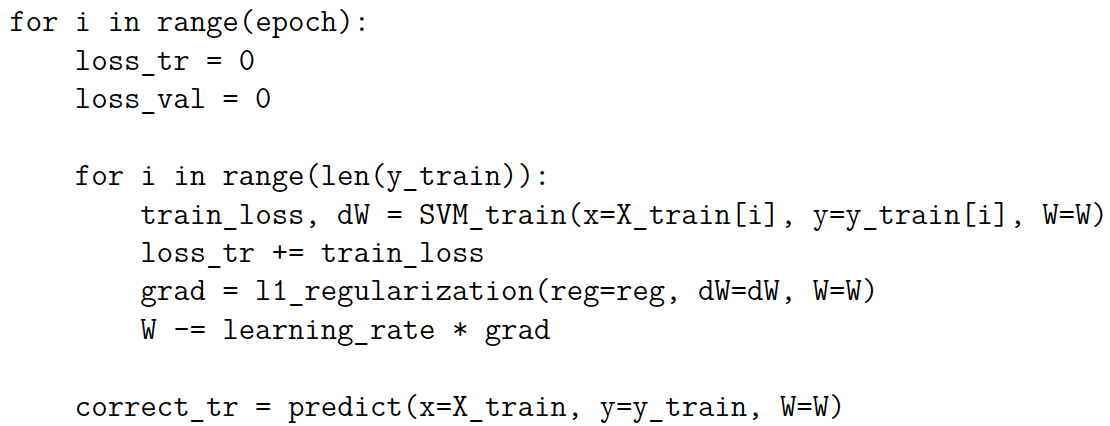 for i in range(epoch):
    loss_tr = 0
    loss_val = 0

    for i in range(len(y_train)):
        train_loss, dW = SVM_train(x=X_train[i], y=y_train[i], W=W)
        loss_tr += train_loss
        grad = l1_regularization(reg=reg, dW=dW, W=W)
        W -= learning_rate * grad

    correct_tr = predict(x=X_train, y=y_train, W=W)